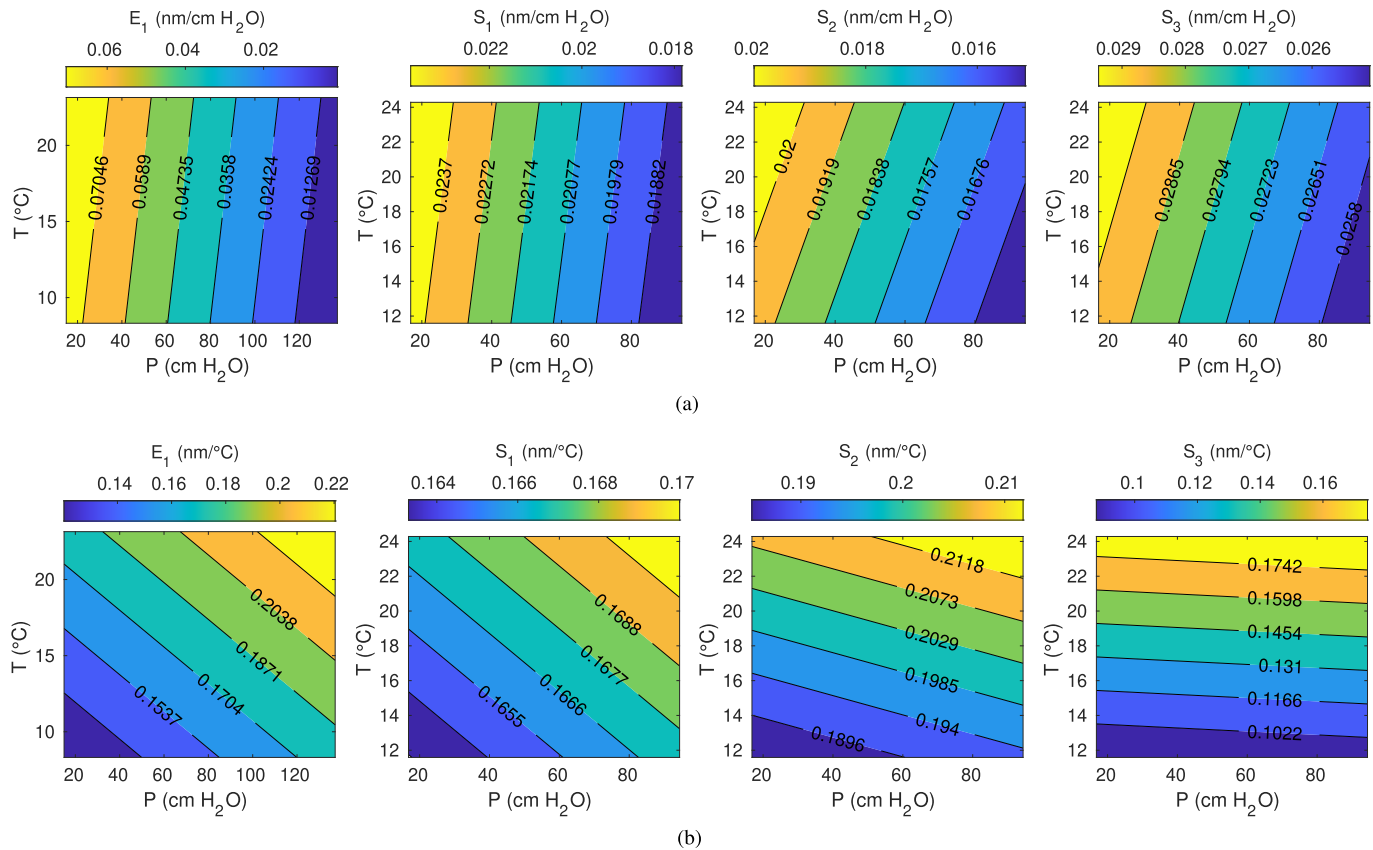 E1 (nm/cm H2O)
S1 (nm/cm H2O)
S2 (nm/cm H2O)
S3 (nm/cm H2O)
0.06 0.04 0.02
0.022 0.02 0.018
0.02 0.018 0.016
0.029 0.028 0.027 0.026
T (°C)
20
15
10
0.07046
0.0589
0.04735
0.0358
0.02424
0.01269
20 40 60 80 100 120
P (cm H2O)
T (°C)
24
22
20
18
16
14
12
0.0237
0.02272
0.02174
0.02077
0.01979
0.01882
20 40 60 80
P (cm H2O)
T (°C)
24
22
20
18
16
14
12
0.02
0.01919
0.01838
0.01757
0.01676
20 40 60 80
P (cm H2O)
T (°C)
24
22
20
18
16
14
12
0.02865
0.02794
0.02723
0.02651
0.0258
20 40 60 80
P (cm H2O)
(a)
E1 (nm/°C)
S1 (nm/°C)
S2 (nm/°C)
S3 (nm/°C)
0.14 0.16 0.18 0.2 0.22
0.164 0.166 0.168 0.17
0.19 0.2 0.21
0.1 0.12 0.14 0.16
T (°C)
20
15
10
0.2038
0.1871
0.1704
0.1537
20 40 60 80 100 120
P (cm H2O)
T (°C)
24
22
20
18
16
14
12
0.1688
0.1677
0.1666
0.1655
20 40 60 80
P (cm H2O)
T (°C)
24
22
20
18
16
14
12
0.2118
0.2073
0.2029
0.1985
0.194
0.1896
20 40 60 80
P (cm H2O)
T (°C)
24
22
20
18
16
14
12
0.1742
0.1598
0.1454
0.131
0.1166
0.1022
20 40 60 80
P (cm H2O)
(b)